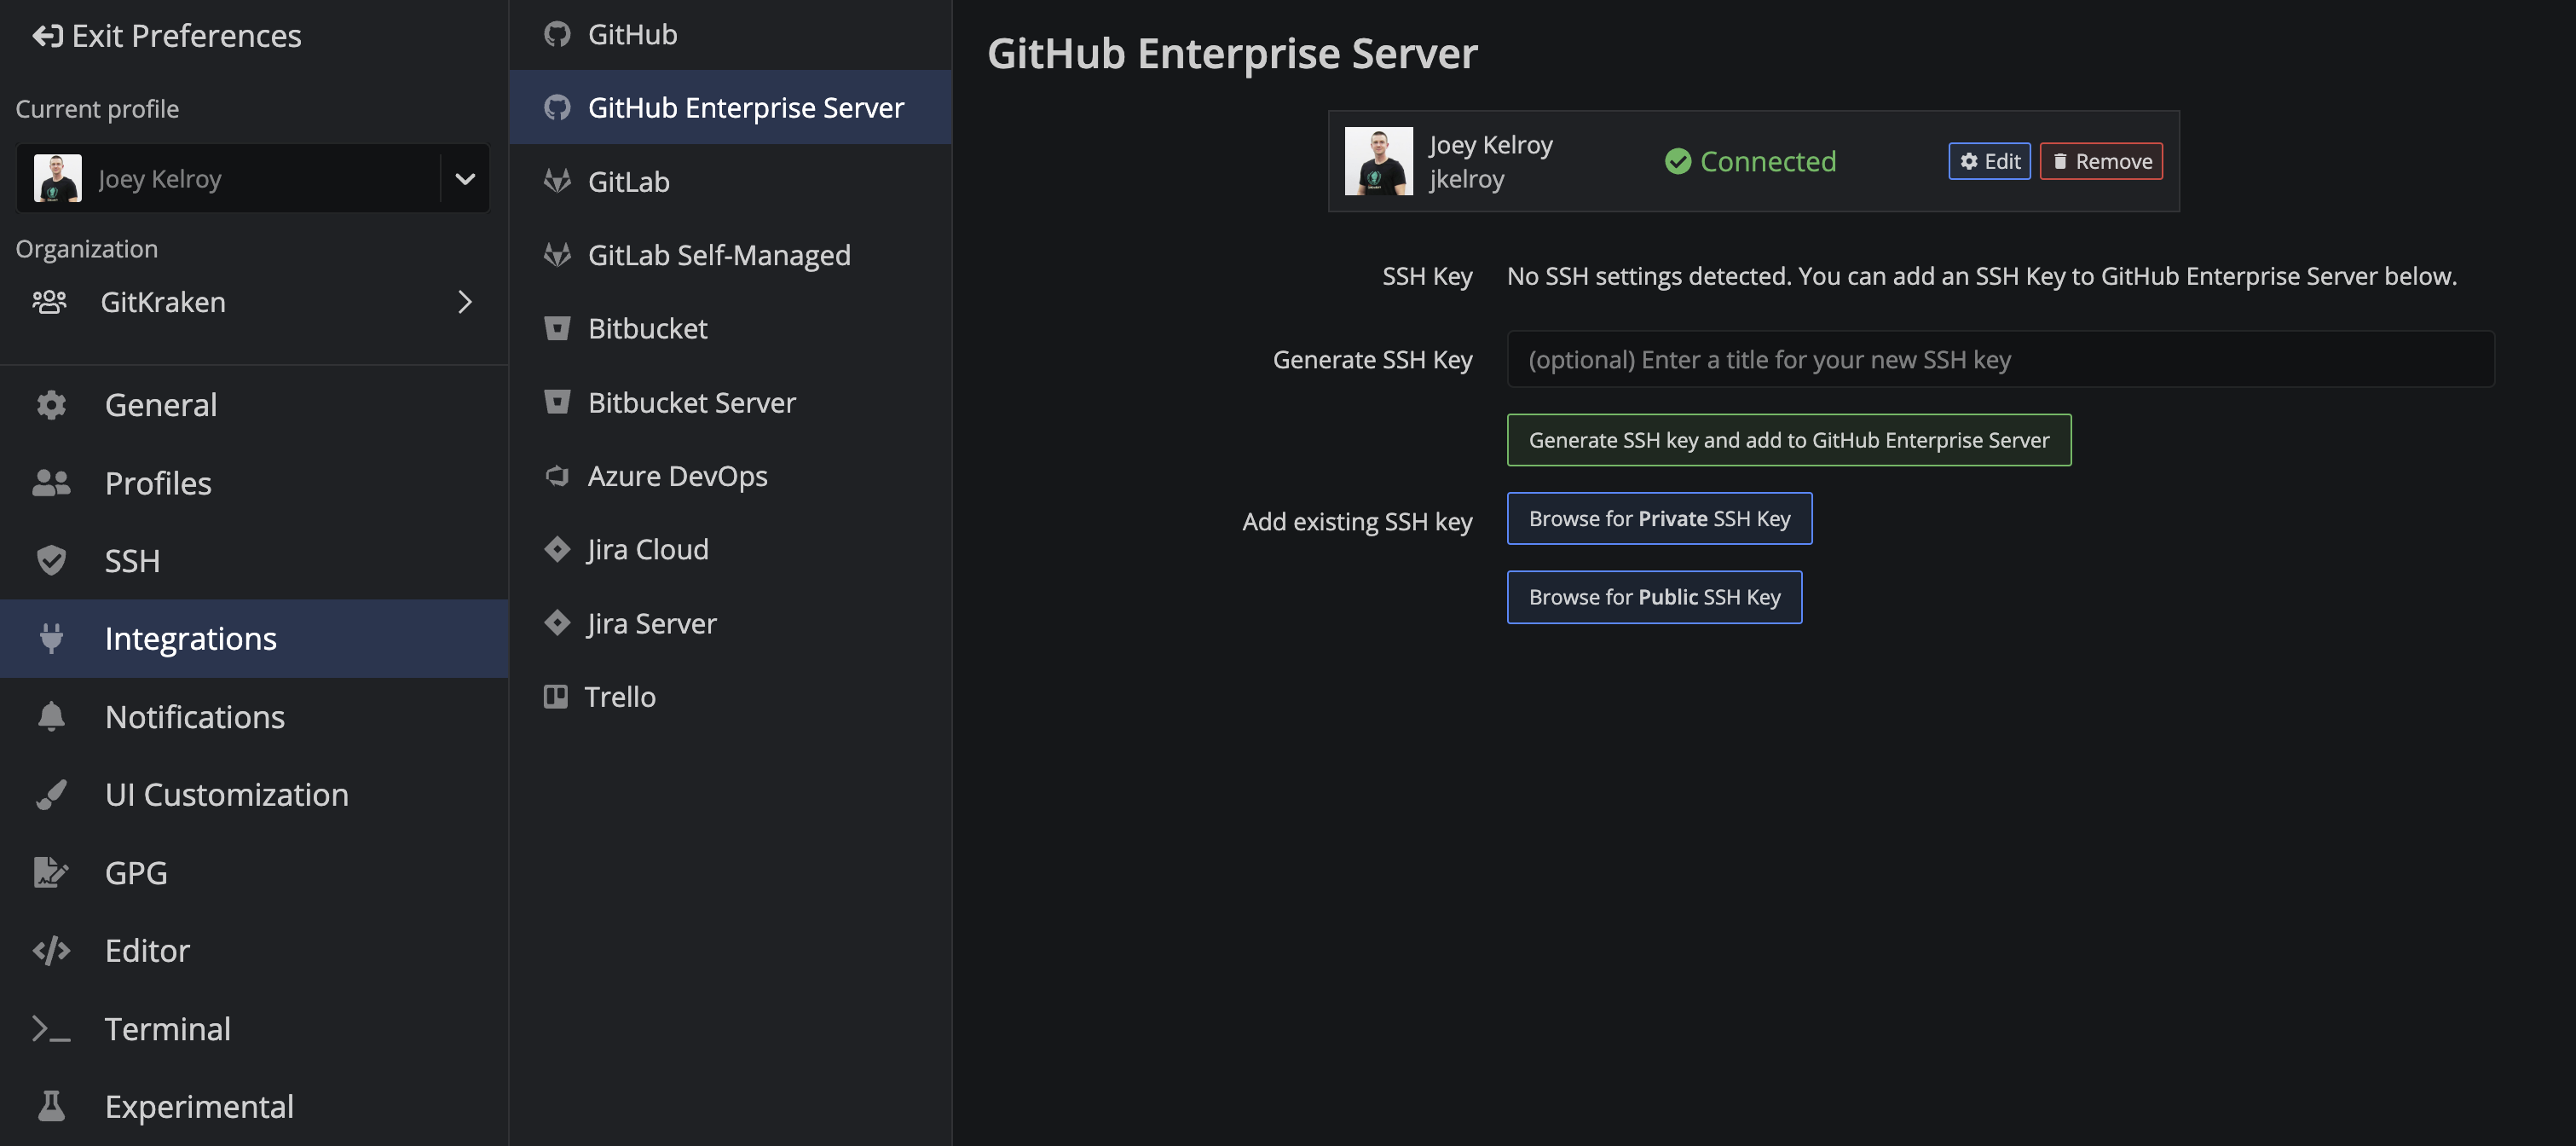 Exit Preferences
Current profile
Joey Kelroy
Organization
GitKraken
General
Profiles
SSH
Integrations
Notifications
UI Customization
GPG
Editor
Terminal
Experimental
GitHub
GitHub Enterprise Server
GitLab
GitLab Self-Managed
Bitbucket
Bitbucket Server
Azure DevOps
Jira Cloud
Jira Server
Trello
GitHub Enterprise Server
Joey Kelroy
jkelroy
Connected
Edit
Remove
SSH Key
No SSH settings detected. You can add an SSH Key to GitHub Enterprise Server below.
Generate SSH Key
(optional) Enter a title for your new SSH key
Generate SSH key and add to GitHub Enterprise Server
Add existing SSH key
Browse for Private SSH Key
Browse for Public SSH Key